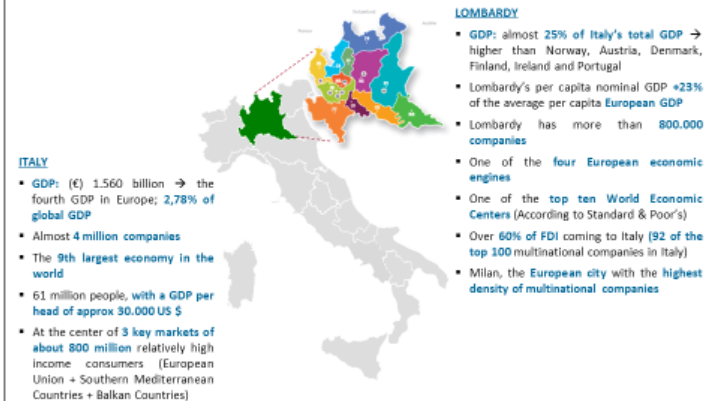 ITALY
▪ GDP: (€) 1.560 billion → the
fourth GDP in Europe; 2,78% of
global GDP
▪ Almost 4 million companies
▪ The 9th largest economy in the
world
▪ 61 million people, with a GDP per
head of approx 30.000 US $
▪ At the center of 3 key markets of
about 800 million relatively high
income consumers (European
Union + Southern Mediterranean
Countries + Balkan Countries)
LOMBARDY
▪ GDP: almost 25% of Italy's total GDP →
higher than Norway, Austria, Denmark,
Finland, Ireland and Portugal
▪ Lombardy's per capita nominal GDP +23%
of the average per capita European GDP
▪ Lombardy has more than 800.000
companies
▪ One of the four European economic
engines
▪ One of the top ten World Economic
Centers (According to Standard & Poor's)
▪ Over 60% of FDI coming to Italy (92 of the
top 100 multinational companies in Italy)
▪ Milan, the European city with the highest
density of multinational companies